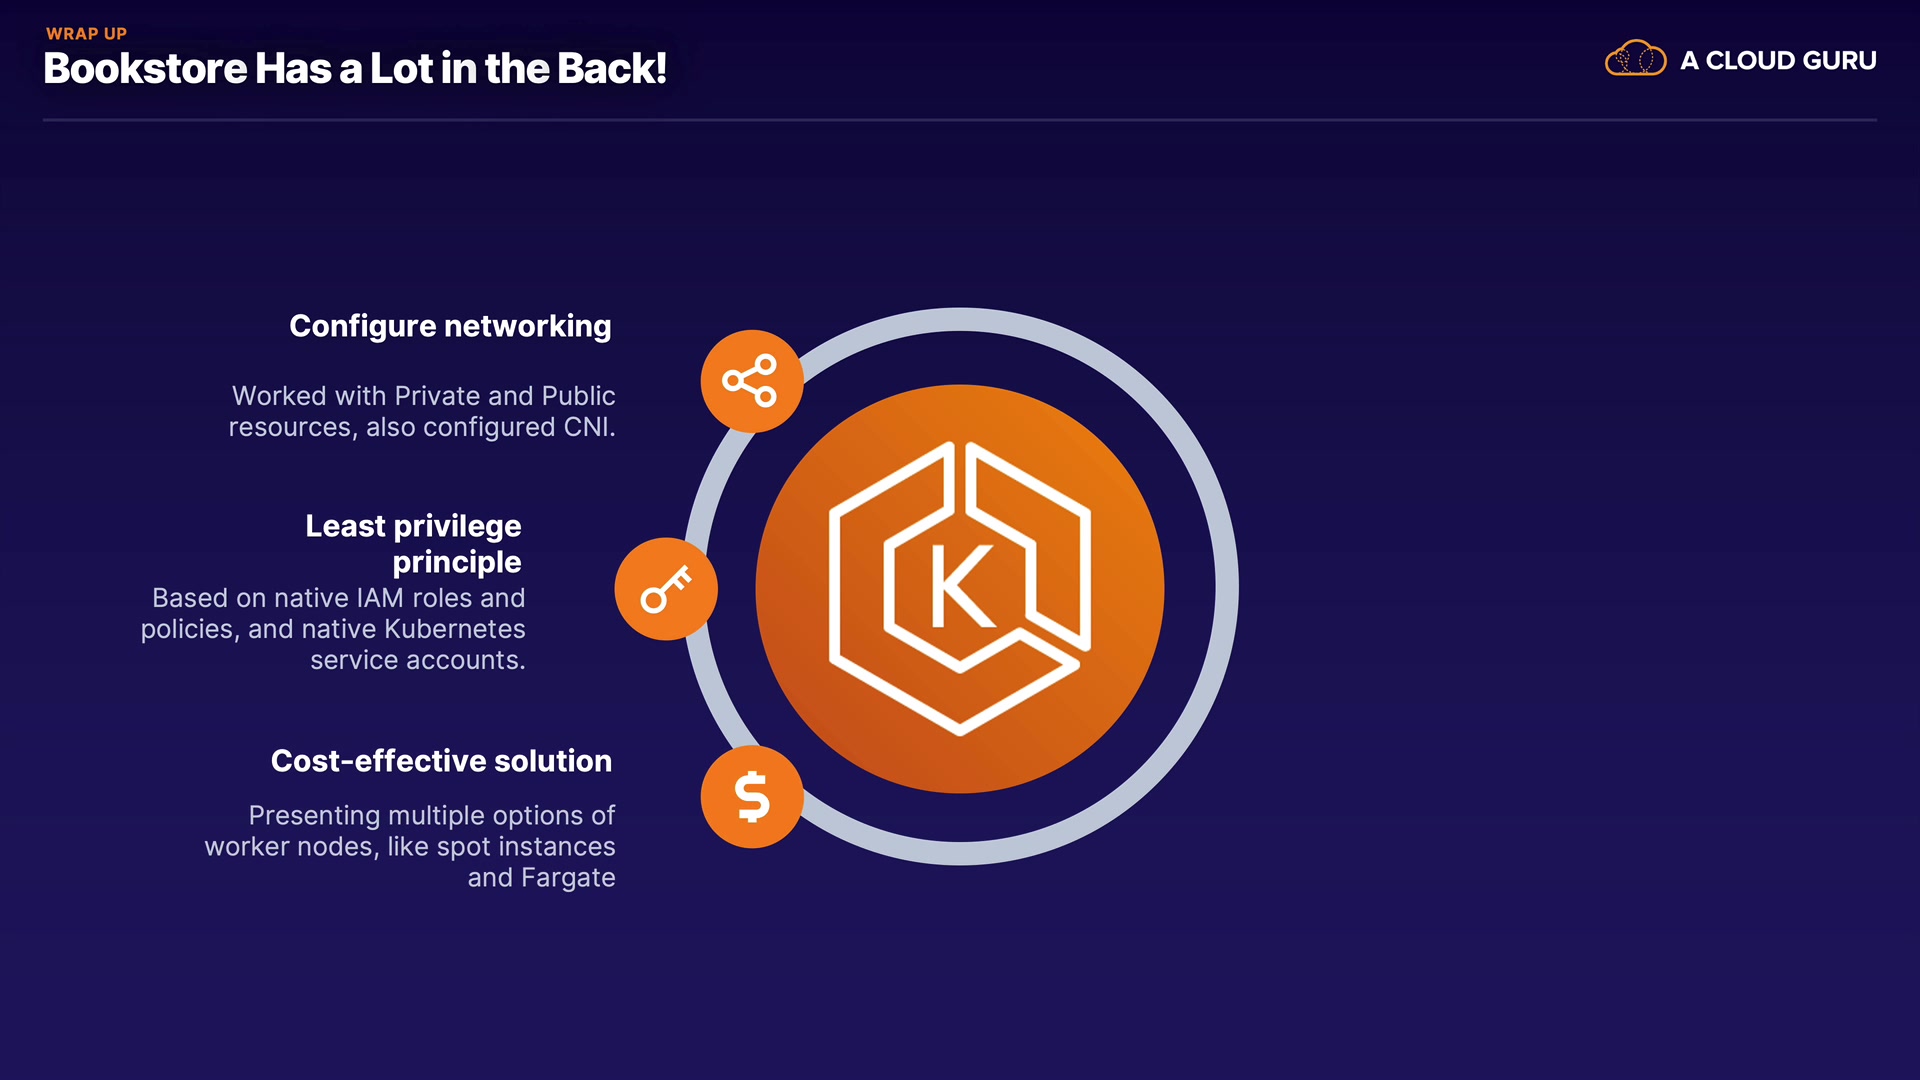 WRAP UP
Bookstore Has a Lot in the Back!
A CLOUD GURU
Configure networking
Worked with Private and Public
resources, also configured CNI.
Least privilege
principle
Based on native IAM roles and
policies, and native Kubernetes
service accounts.
Cost-effective solution
Presenting multiple options of
worker nodes, like spot instances
and Fargate
K